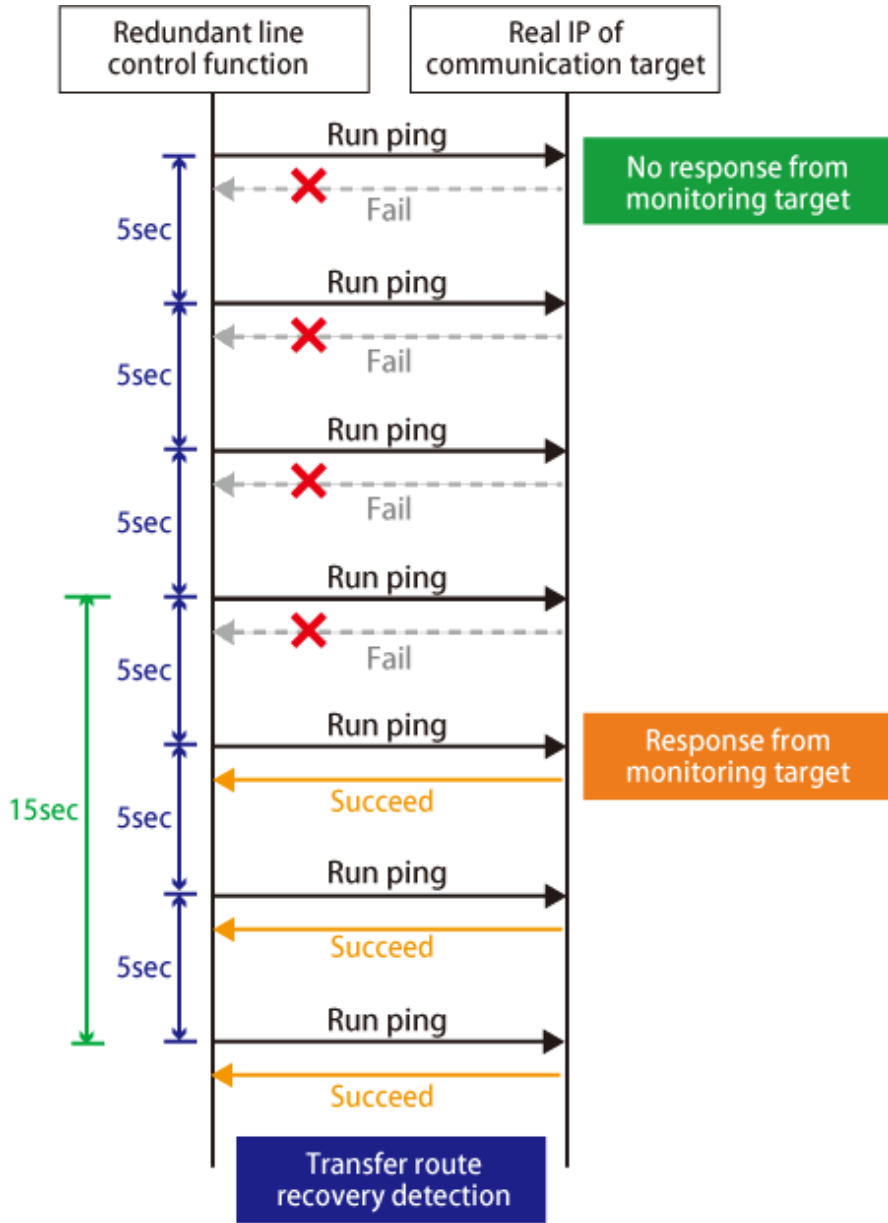 Redundant line
control function
Real IP of
communication target
Run ping
No response from
monitoring target
Fail
5sec
Run ping
Fail
5sec
Run ping
Fail
5sec
Run ping
Fail
5sec
Run ping
Response from
monitoring target
Succeed
15sec
5sec
Run ping
Succeed
5sec
Run ping
Succeed
Transfer route
recovery detection